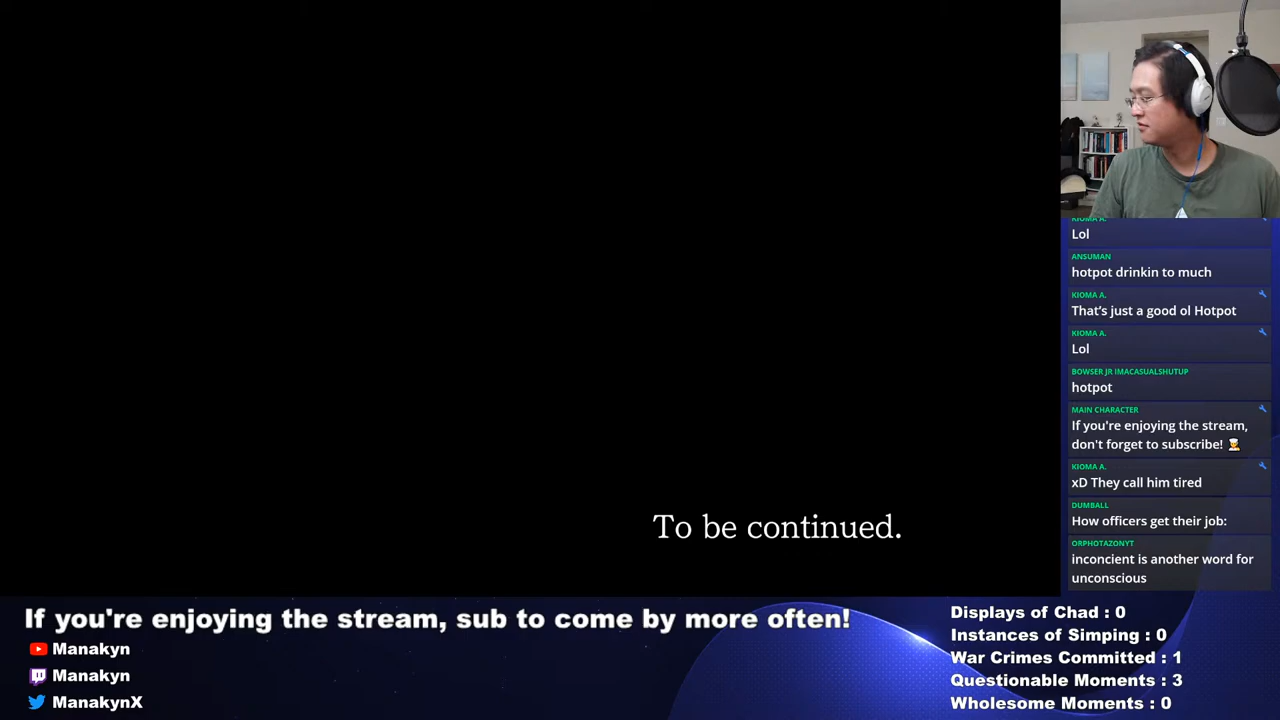 KIOMA A.
Lol
ANSUMAN
hotpot drinkin to much
KIOMA A.
That's just a good ol Hotpot
KIOMA A.
Lol
BOWSER JR IMACASUALSHUTUP
hotpot
MAIN CHARACTER
If you're enjoying the stream,
don't forget to subscribe!
KIOMA A.
xD They call him tired
DUMBALL
How officers get their job:
ORPHOTAZONYT
inconcient is another word for
unconscious
To be continued.
If you're enjoying the stream, sub to come by more often!
Manakyn
Manakyn
ManakynX
Displays of Chad : 0
Instances of Simping : 0
War Crimes Committed : 1
Questionable Moments : 3
Wholesome Moments : 0